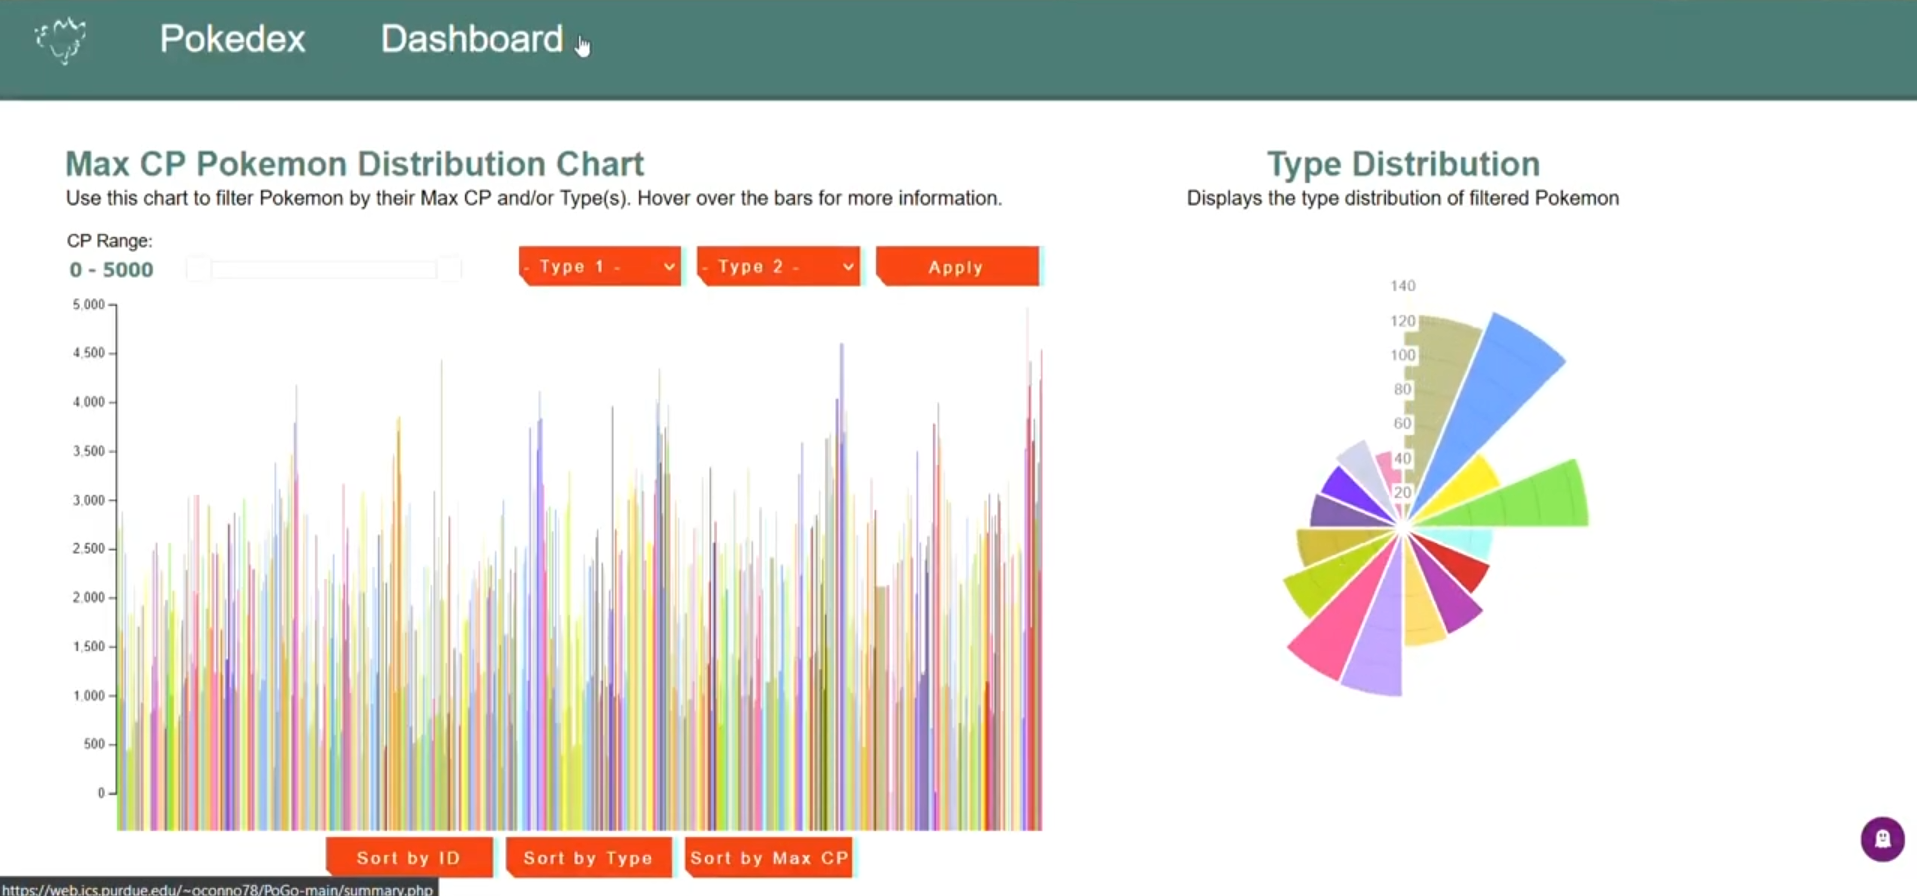 Pokedex Dashboard
Max CP Pokemon Distribution Chart
Use this chart to filter Pokemon by their Max CP and/or Type(s). Hover over the bars for more information.
CP Range:
0 - 5000
- Type 1 -
- Type 2 -
Apply
5,000
4,500
4,000
3,500
3,000
2,500
2,000
1,500
1,000
500
0
Sort by ID
Sort by Type
Sort by Max CP
Type Distribution
Displays the type distribution of filtered Pokemon
140
120
100
80
60
40
20
https://web.ics.purdue.edu/~oconno78/PoGo-main/summary.php